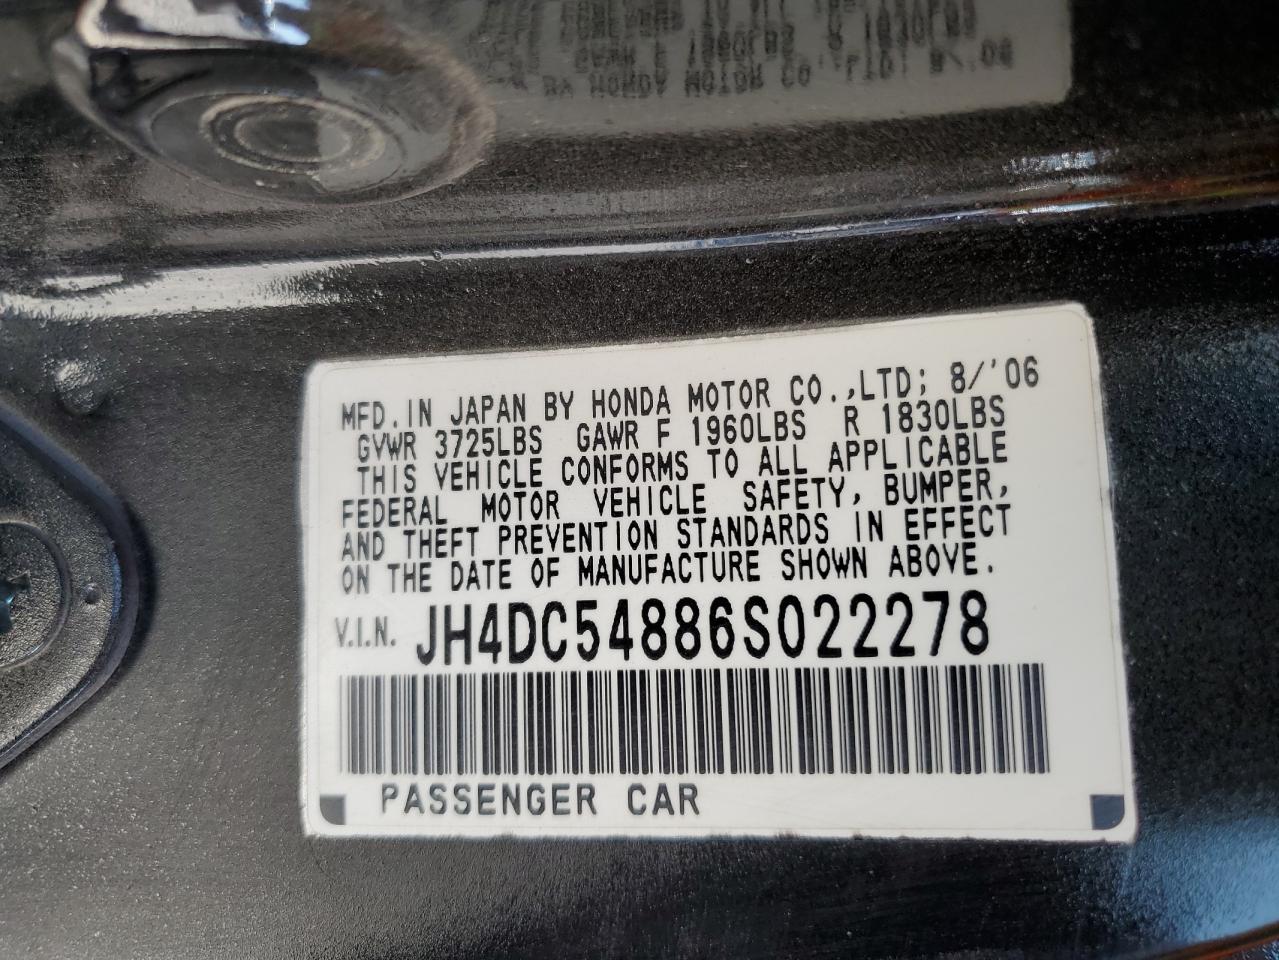 MFD. IN JAPAN BY HONDA MOTOR CO.,LTD; 8/'06
GVWR 3725LBS GAWR F 1960LBS R 1830LBS
THIS VEHICLE CONFORMS TO ALL APPLICABLE
FEDERAL MOTOR VEHICLE SAFETY, BUMPER,
AND THEFT PREVENTION STANDARDS IN EFFECT
ON THE DATE OF MANUFACTURE SHOWN ABOVE.
V.I.N. JH4DC54886S022278
PASSENGER CAR